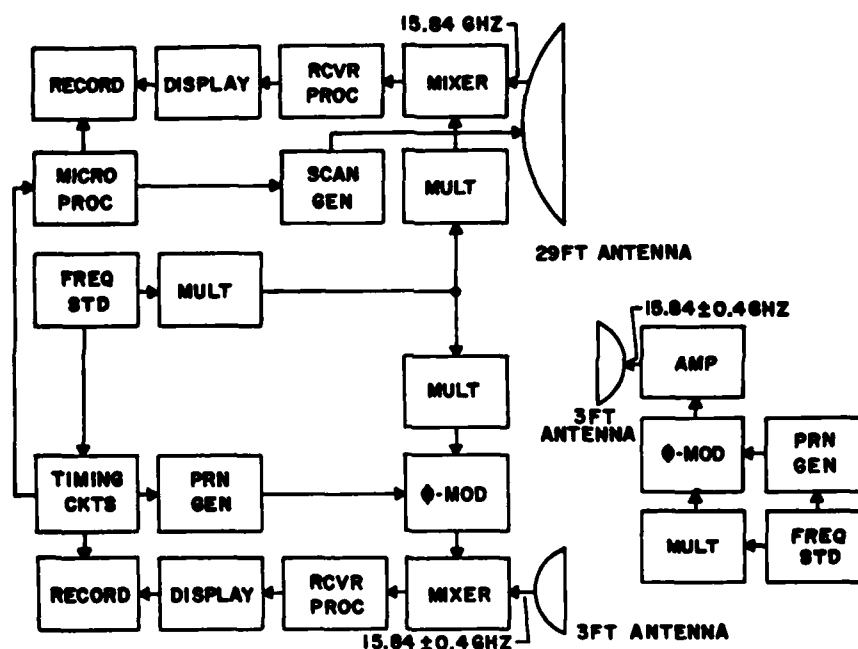 15.84 GHZ
RECORD
DISPLAY
RCVR
PROC
MIXER
MICRO
PROC
SCAN
GEN
MULT
29FT ANTENNA
FREQ
STD
MULT
15.84±0.4GHZ
MULT
AMP
3FT
ANTENNA
TIMING
CKTS
PRN
GEN
Φ-MOD
Φ-MOD
PRN
GEN
MULT
FREQ
STD
RECORD
DISPLAY
RCVR
PROC
MIXER
3FT ANTENNA
15.84±0.4GHZ